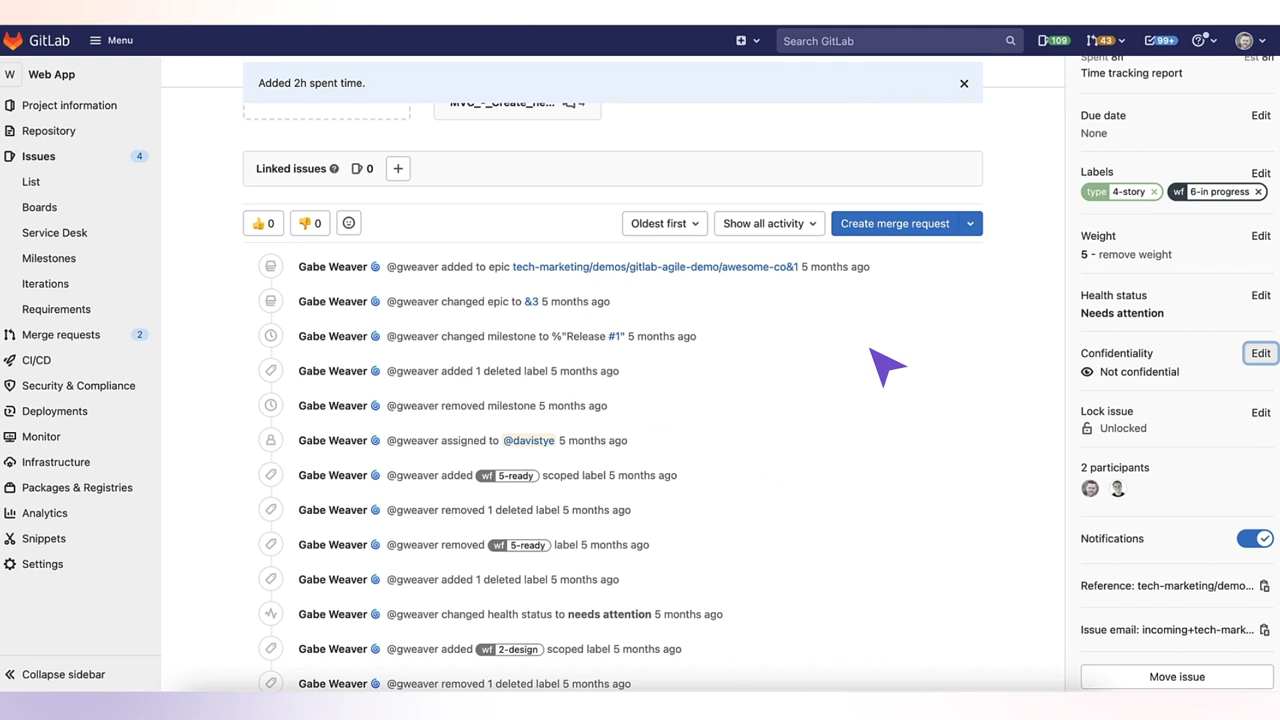 GitLab
Menu
Search GitLab
109
43
99+
W
Web App
Project information
Repository
Issues
4
List
Boards
Service Desk
Milestones
Iterations
Requirements
Merge requests
2
CI/CD
Security & Compliance
Deployments
Monitor
Infrastructure
Packages & Registries
Analytics
Snippets
Settings
Collapse sidebar
Added 2h spent time.
Linked issues 0
0 0
Oldest first Show all activity Create merge request
Gabe Weaver @gweaver added to epic tech-marketing/demos/gitlab-agile-demo/awesome-co&1 5 months ago
Gabe Weaver @gweaver changed epic to &3 5 months ago
Gabe Weaver @gweaver changed milestone to %"Release #1" 5 months ago
Gabe Weaver @gweaver added 1 deleted label 5 months ago
Gabe Weaver @gweaver removed milestone 5 months ago
Gabe Weaver @gweaver assigned to @davistye 5 months ago
Gabe Weaver @gweaver added wf 5-ready scoped label 5 months ago
Gabe Weaver @gweaver removed 1 deleted label 5 months ago
Gabe Weaver @gweaver removed wf 5-ready label 5 months ago
Gabe Weaver @gweaver added 1 deleted label 5 months ago
Gabe Weaver @gweaver changed health status to needs attention 5 months ago
Gabe Weaver @gweaver added wf 2-design scoped label 5 months ago
Gabe Weaver @gweaver removed 1 deleted label 5 months ago
Spent 8h Est 8h
Time tracking report
Due date Edit
None
Labels Edit
type 4-story wf 6-in progress
Weight Edit
5 - remove weight
Health status Edit
Needs attention
Confidentiality Edit
Not confidential
Lock issue Edit
Unlocked
2 participants
Notifications
Reference: tech-marketing/demo...
Issue email: incoming+tech-mark...
Move issue